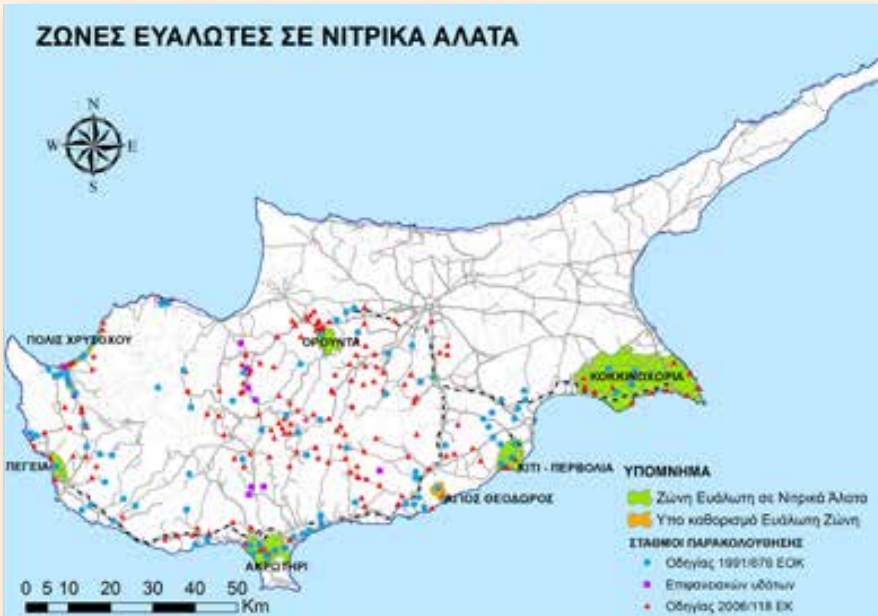 ΖΩΝΕΣ ΕΥΑΛΩΤΕΣ ΣΕ ΝΙΤΡΙΚΑ ΑΛΑΤΑ
N
W E
S
ΠΟΛΙΣ ΧΡΥΣΟΧΟΥ
ΟΡΟΥΝΤΑ
ΚΟΚΚΙΝΟΧΩΡΙΑ
ΠΕΓΕΙΑ
ΚΙΤΙ - ΠΕΡΒΟΛΙΑ
ΑΓΙΟΣ ΘΕΟΔΩΡΟΣ
ΑΚΡΩΤΗΡΙ
ΥΠΟΜΝΗΜΑ
Ζώνη Ευάλωτη σε Νιτρικά Άλατα
Υπο καθορισμό Ευάλωτη Ζώνη
ΣΤΑΘΜΟΙ ΠΑΡΑΚΟΛΟΥΘΗΣΗΣ
Οδηγίας 1991/676 ΕΟΚ
Επιφανειακών υδάτων
Οδηγίας 2006/118 ΕΚ
0 5 10 20 30 40 50
Km